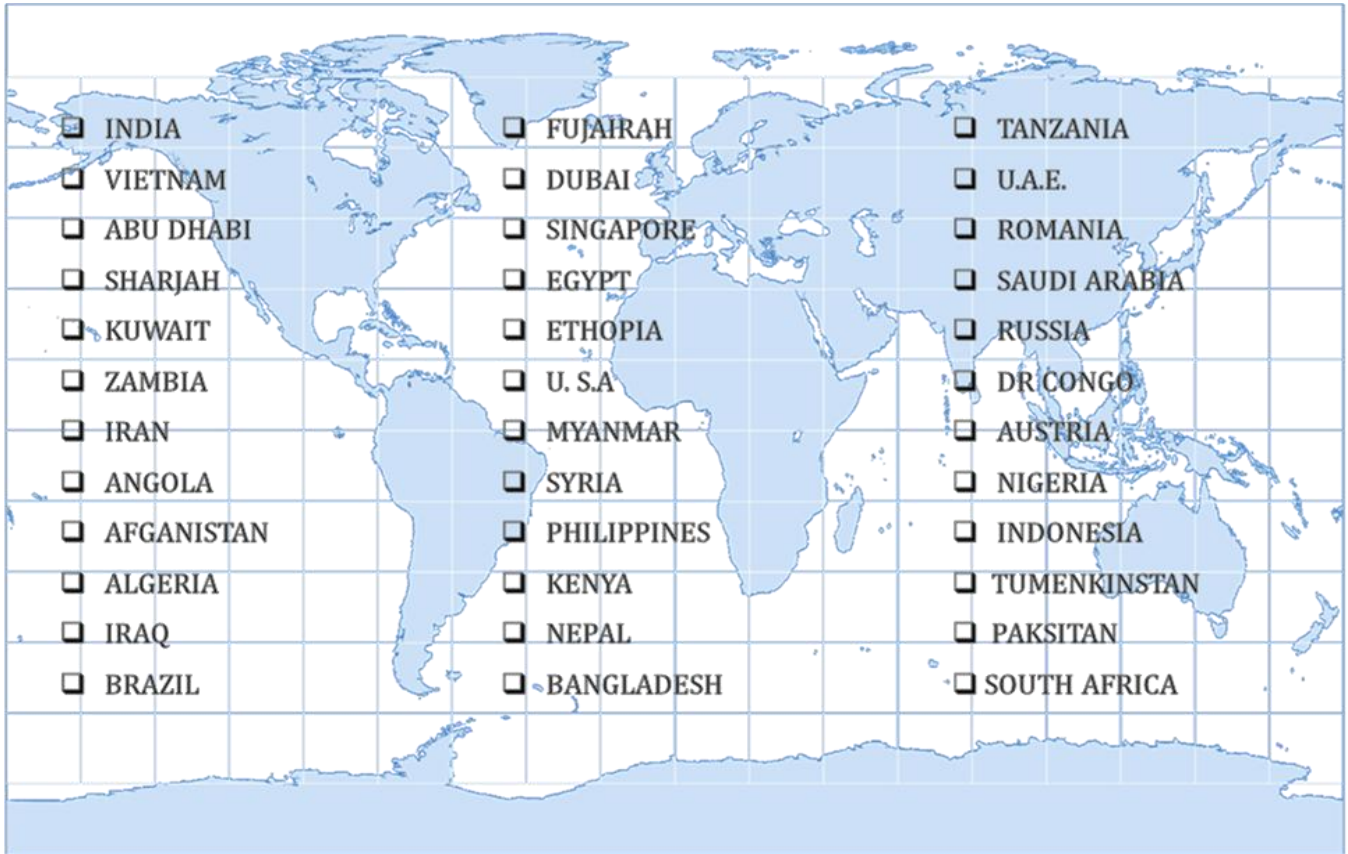 ❑ INDIA
❑ VIETNAM
❑ ABU DHABI
❑ SHARJAH
❑ KUWAIT
❑ ZAMBIA
❑ IRAN
❑ ANGOLA
❑ AFGANISTAN
❑ ALGERIA
❑ IRAQ
❑ BRAZIL
❑ FUJAIRAH
❑ DUBAI
❑ SINGAPORE
❑ EGYPT
❑ ETHOPIA
❑ U. S.A
❑ MYANMAR
❑ SYRIA
❑ PHILIPPINES
❑ KENYA
❑ NEPAL
❑ BANGLADESH
❑ TANZANIA
❑ U.A.E.
❑ ROMANIA
❑ SAUDI ARABIA
❑ RUSSIA
❑ DR CONGO
❑ AUSTRIA
❑ NIGERIA
❑ INDONESIA
❑ TUMENKINSTAN
❑ PAKSITAN
❑ SOUTH AFRICA